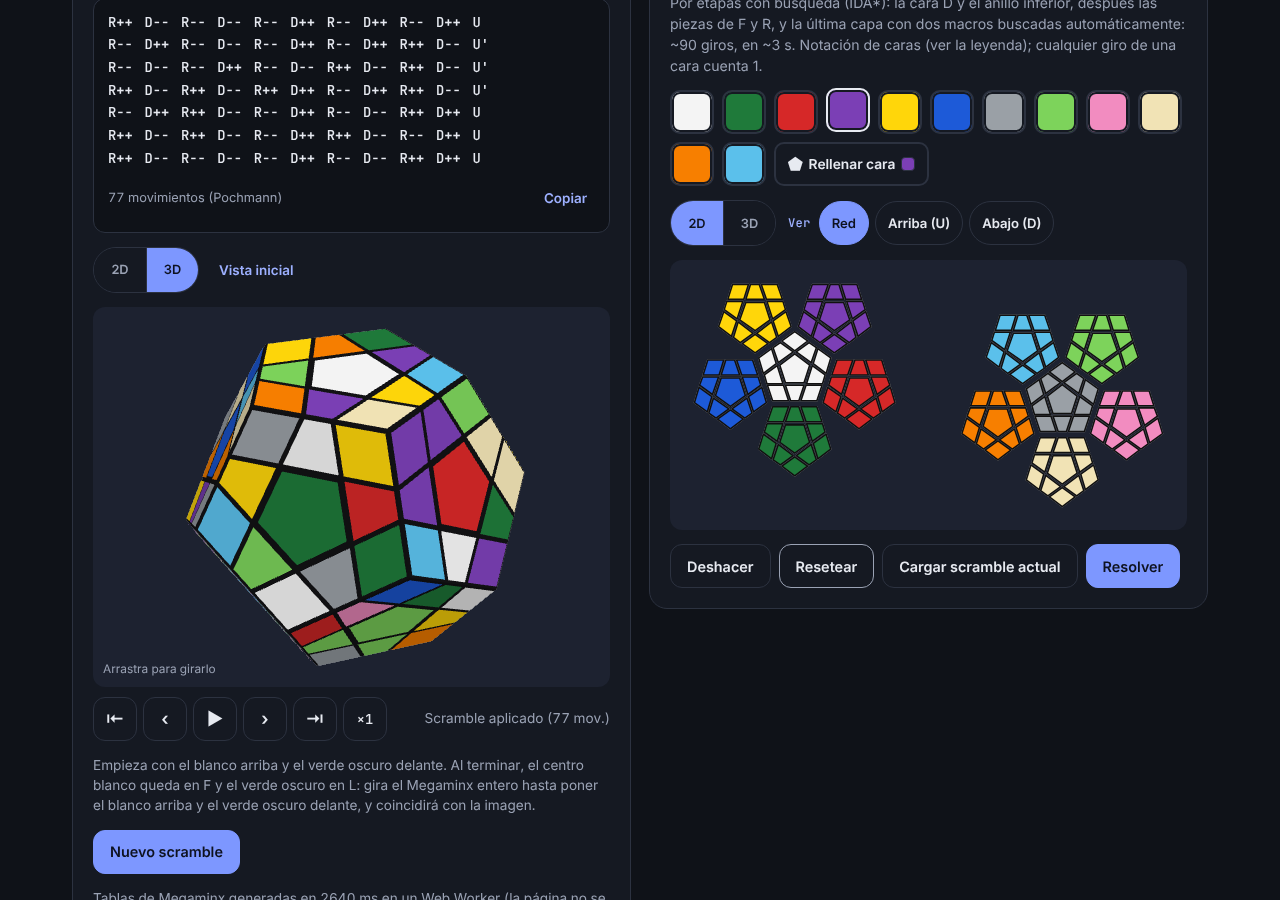 R++ D-- R-- D-- R-- D++ R-- D++ R-- D++ U
R-- D++ R-- D-- R-- D++ R-- D++ R++ D-- U'
R-- D-- R-- D++ R-- D-- R++ D-- R++ D-- U'
R-- D++ R++ D-- R++ D++ R-- D++ R++ D-- U'
R-- D++ R++ D-- R-- D-- R-- D-- R++ D++ U
R++ D-- R++ D-- R-- D++ R++ D-- R-- D-- U
R++ D-- R-- D-- R-- D++ R-- D-- R++ D++ U
77 movimientos (Pochmann)
Copiar
2D
3D
Vista inicial
Arrastra para girarlo
×1
Scramble aplicado (77 mov.)
Empieza con el blanco arriba y el verde oscuro delante. Al terminar, el centro
blanco queda en F y el verde oscuro en L: gira el Megaminx entero hasta poner
el blanco arriba y el verde oscuro delante, y coincidirá con la imagen.
Nuevo scramble
Tablas de Megaminx generadas en 2640 ms en un Web Worker (la página no se
Por etapas con búsqueda (IDA*): la cara D y el anillo inferior, después las
piezas de F y R, y la última capa con dos macros buscadas automáticamente:
~90 giros, en ~3 s. Notación de caras (ver la leyenda); cualquier giro de una
cara cuenta 1.
Rellenar cara
2D
3D
Ver
Red
Arriba (U)
Abajo (D)
Deshacer
Resetear
Cargar scramble actual
Resolver